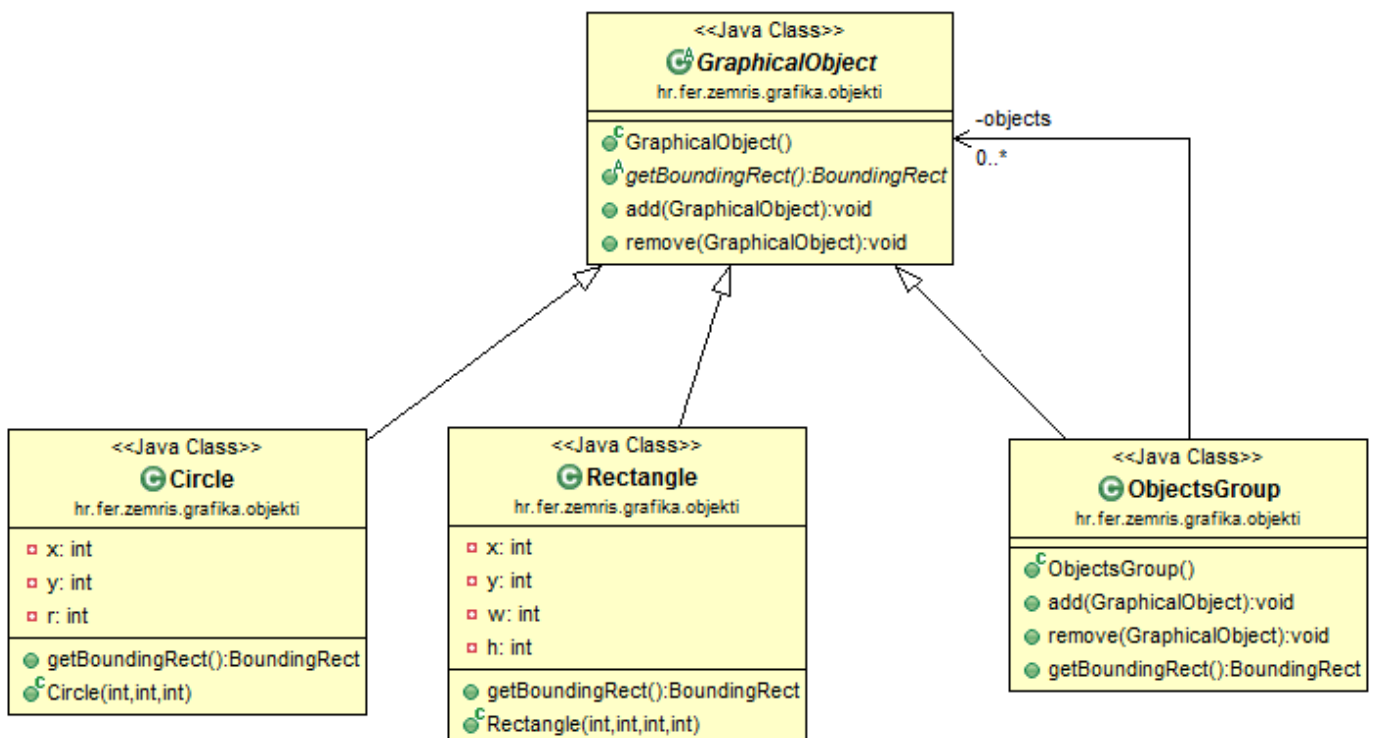 <<Java Class>>
GraphicalObject
hr.fer.zemris.grafika.objekti
GraphicalObject()
getBoundingRect():BoundingRect
add(GraphicalObject):void
remove(GraphicalObject):void
-objects
0..*
<<Java Class>>
Circle
hr.fer.zemris.grafika.objekti
x: int
y: int
r: int
getBoundingRect():BoundingRect
Circle(int,int,int)
<<Java Class>>
Rectangle
hr.fer.zemris.grafika.objekti
x: int
y: int
w: int
h: int
getBoundingRect():BoundingRect
Rectangle(int,int,int,int)
<<Java Class>>
ObjectsGroup
hr.fer.zemris.grafika.objekti
ObjectsGroup()
add(GraphicalObject):void
remove(GraphicalObject):void
getBoundingRect():BoundingRect